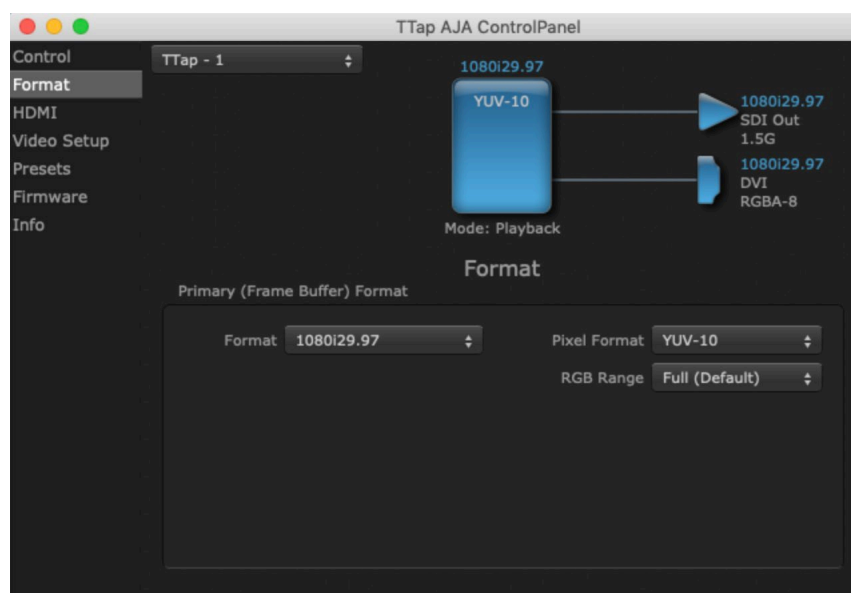 TTap AJA ControlPanel
Control
Format
HDMI
Video Setup
Presets
Firmware
Info
TTap - 1
1080i29.97
YUV-10
Mode: Playback
1080i29.97
SDI Out
1.5G
1080i29.97
DVI
RGBA-8
Format
Primary (Frame Buffer) Format
Format 1080i29.97
Pixel Format YUV-10
RGB Range Full (Default)